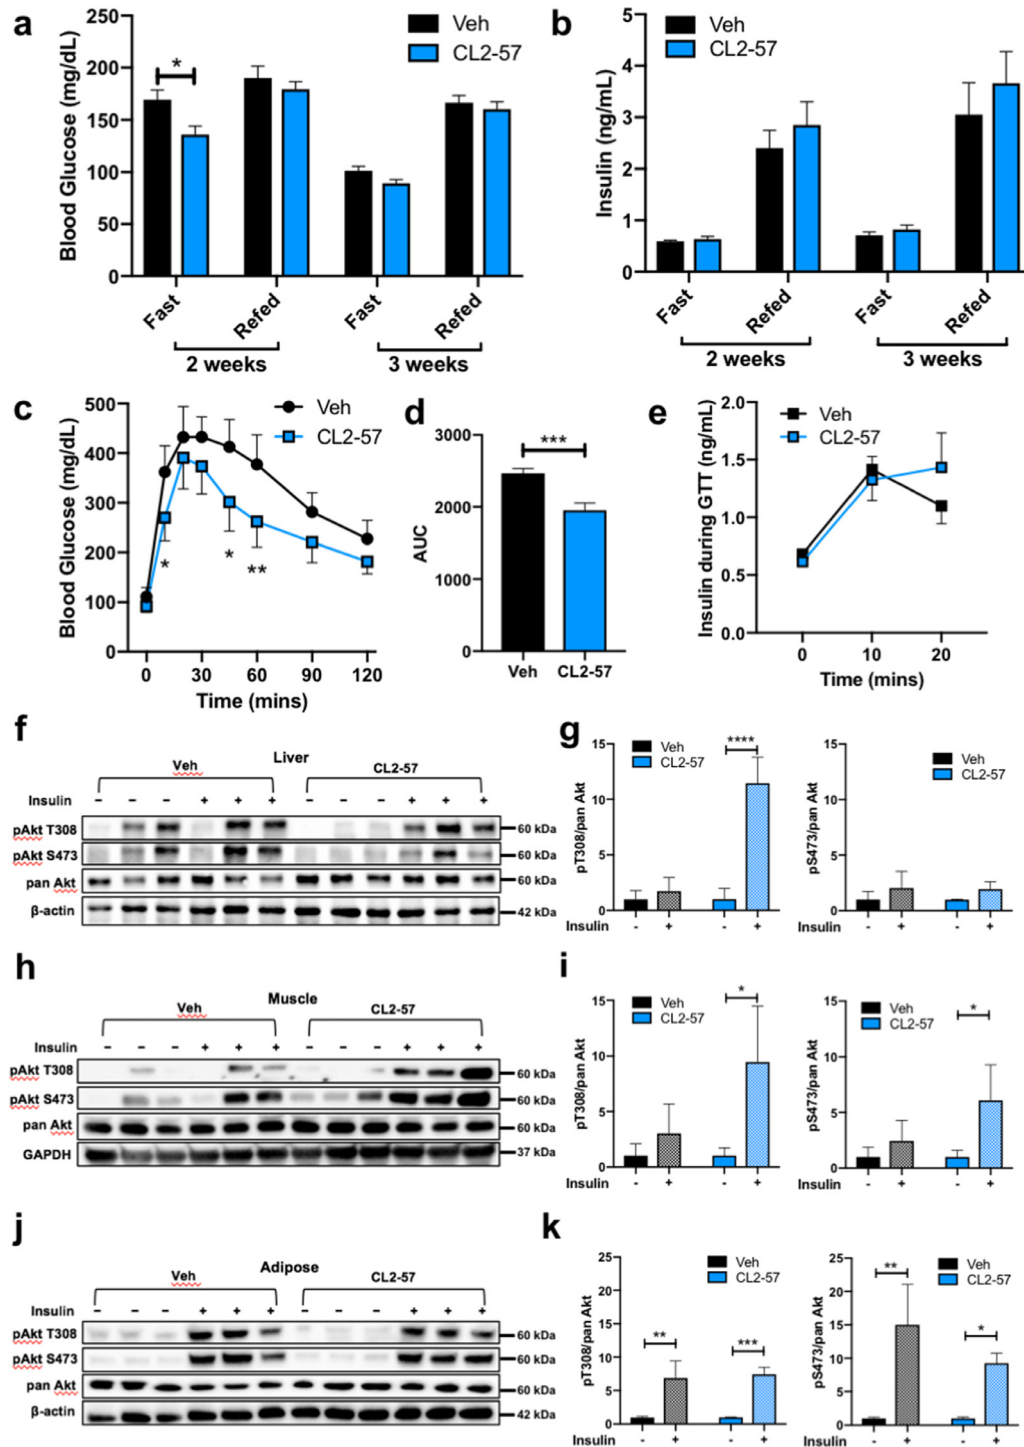 a
Blood Glucose (mg/dL)
250
200
150
100
50
0
*
Veh
CL2-57
Fast
Refed
Fast
Refed
2 weeks
3 weeks
b
Insulin (ng/mL)
5
4
3
2
1
0
Veh
CL2-57
Fast
Refed
Fast
Refed
2 weeks
3 weeks
c
Blood Glucose (mg/dL)
500
400
300
200
100
0
Veh
CL2-57
*
*
**
0 30 60 90 120
Time (mins)
d
AUC
3000
2000
1000
0
***
Veh CL2-57
e
Insulin during GTT (ng/mL)
2.0
1.5
1.0
0.5
0.0
Veh
CL2-57
0 10 20
Time (mins)
f
Liver
Veh CL2-57
Insulin - - - + + + - - - + + +
pAkt T308 60 kDa
pAkt S473 60 kDa
pan Akt 60 kDa
β-actin 42 kDa
g
pT308/pan Akt
15
10
5
0
Veh
CL2-57
****
Insulin - + - +
pS473/pan Akt
15
10
5
0
Veh
CL2-57
Insulin - + - +
h
Muscle
Veh CL2-57
Insulin - - - + + + - - - + + +
pAkt T308 60 kDa
pAkt S473 60 kDa
pan Akt 60 kDa
GAPDH 37 kDa
i
pT308/pan Akt
15
10
5
0
Veh
CL2-57
*
Insulin - + - +
pS473/pan Akt
15
10
5
0
Veh
CL2-57
*
Insulin - + - +
j
Adipose
Veh CL2-57
Insulin - - - + + + - - - + + +
pAkt T308 60 kDa
pAkt S473 60 kDa
pan Akt 60 kDa
β-actin 42 kDa
k
pT308/pan Akt
25
20
15
10
5
0
Veh
CL2-57
**
***
Insulin - + - +
pS473/pan Akt
25
20
15
10
5
0
Veh
CL2-57
**
*
Insulin - + - +